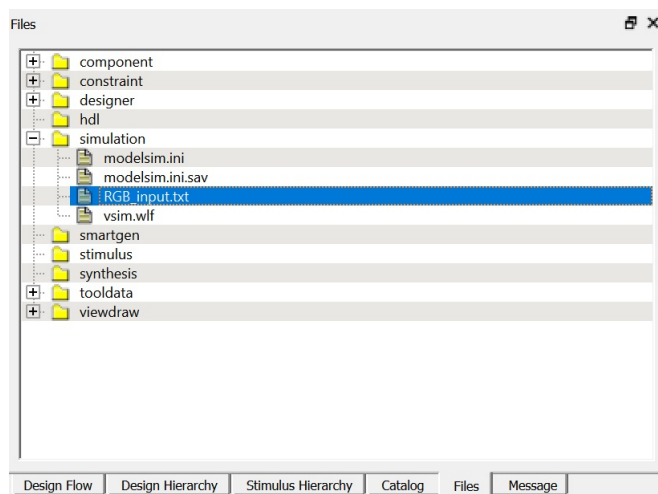 Files
component
constraint
designer
hdl
simulation
modelsim.ini
modelsim.ini.sav
RGB_input.txt
vsim.wlf
smartgen
stimulus
synthesis
tooldata
viewdraw
Design Flow Design Hierarchy Stimulus Hierarchy Catalog Files Message